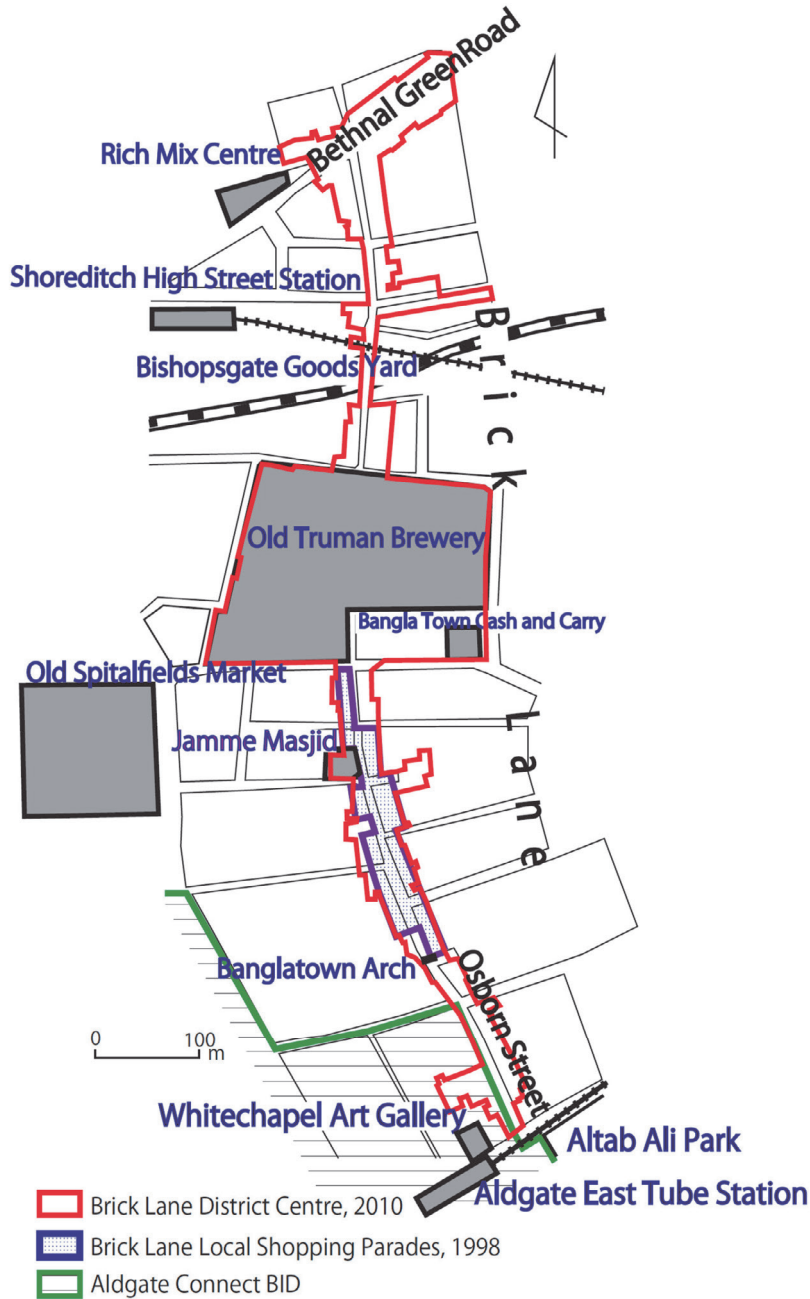 Bethnal GreenRoad
Rich Mix Centre
Shoreditch High Street Station
Brick Lane
Bishopsgate Goods Yard
Old Truman Brewery
Bangla Town Cash and Carry
Old Spitalfields Market
Jamme Masjid
Banglatown Arch
Osborn Street
0 100 m
Whitechapel Art Gallery
Altab Ali Park
Aldgate East Tube Station
Brick Lane District Centre, 2010
Brick Lane Local Shopping Parades, 1998
Aldgate Connect BID